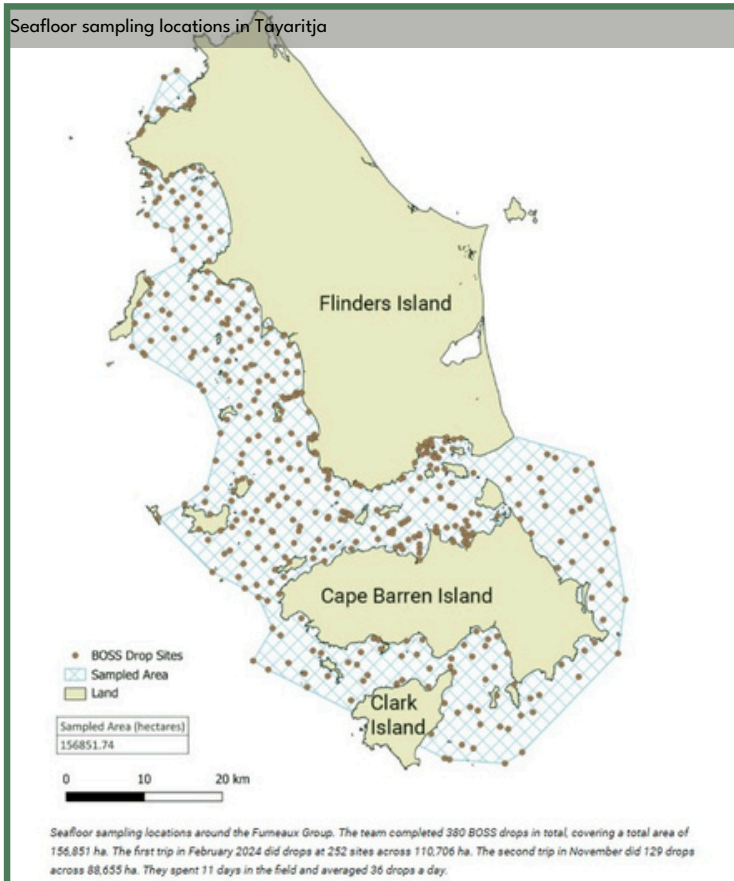 Seafloor sampling locations in Tayaritja
Flinders Island
Cape Barren Island
Clark
Island
BOSS Drop Sites
Sampled Area
Land
Sampled Area (hectares)
156851.74
0 10 20 km
Seafloor sampling locations around the Furneaux Group. The team completed 380 BOSS drops in total, covering a total area of
156,851 ha. The first trip in February 2024 did drops at 252 sites across 110,706 ha. The second trip in November did 129 drops
across 88,655 ha. They spent 11 days in the field and averaged 36 drops a day.